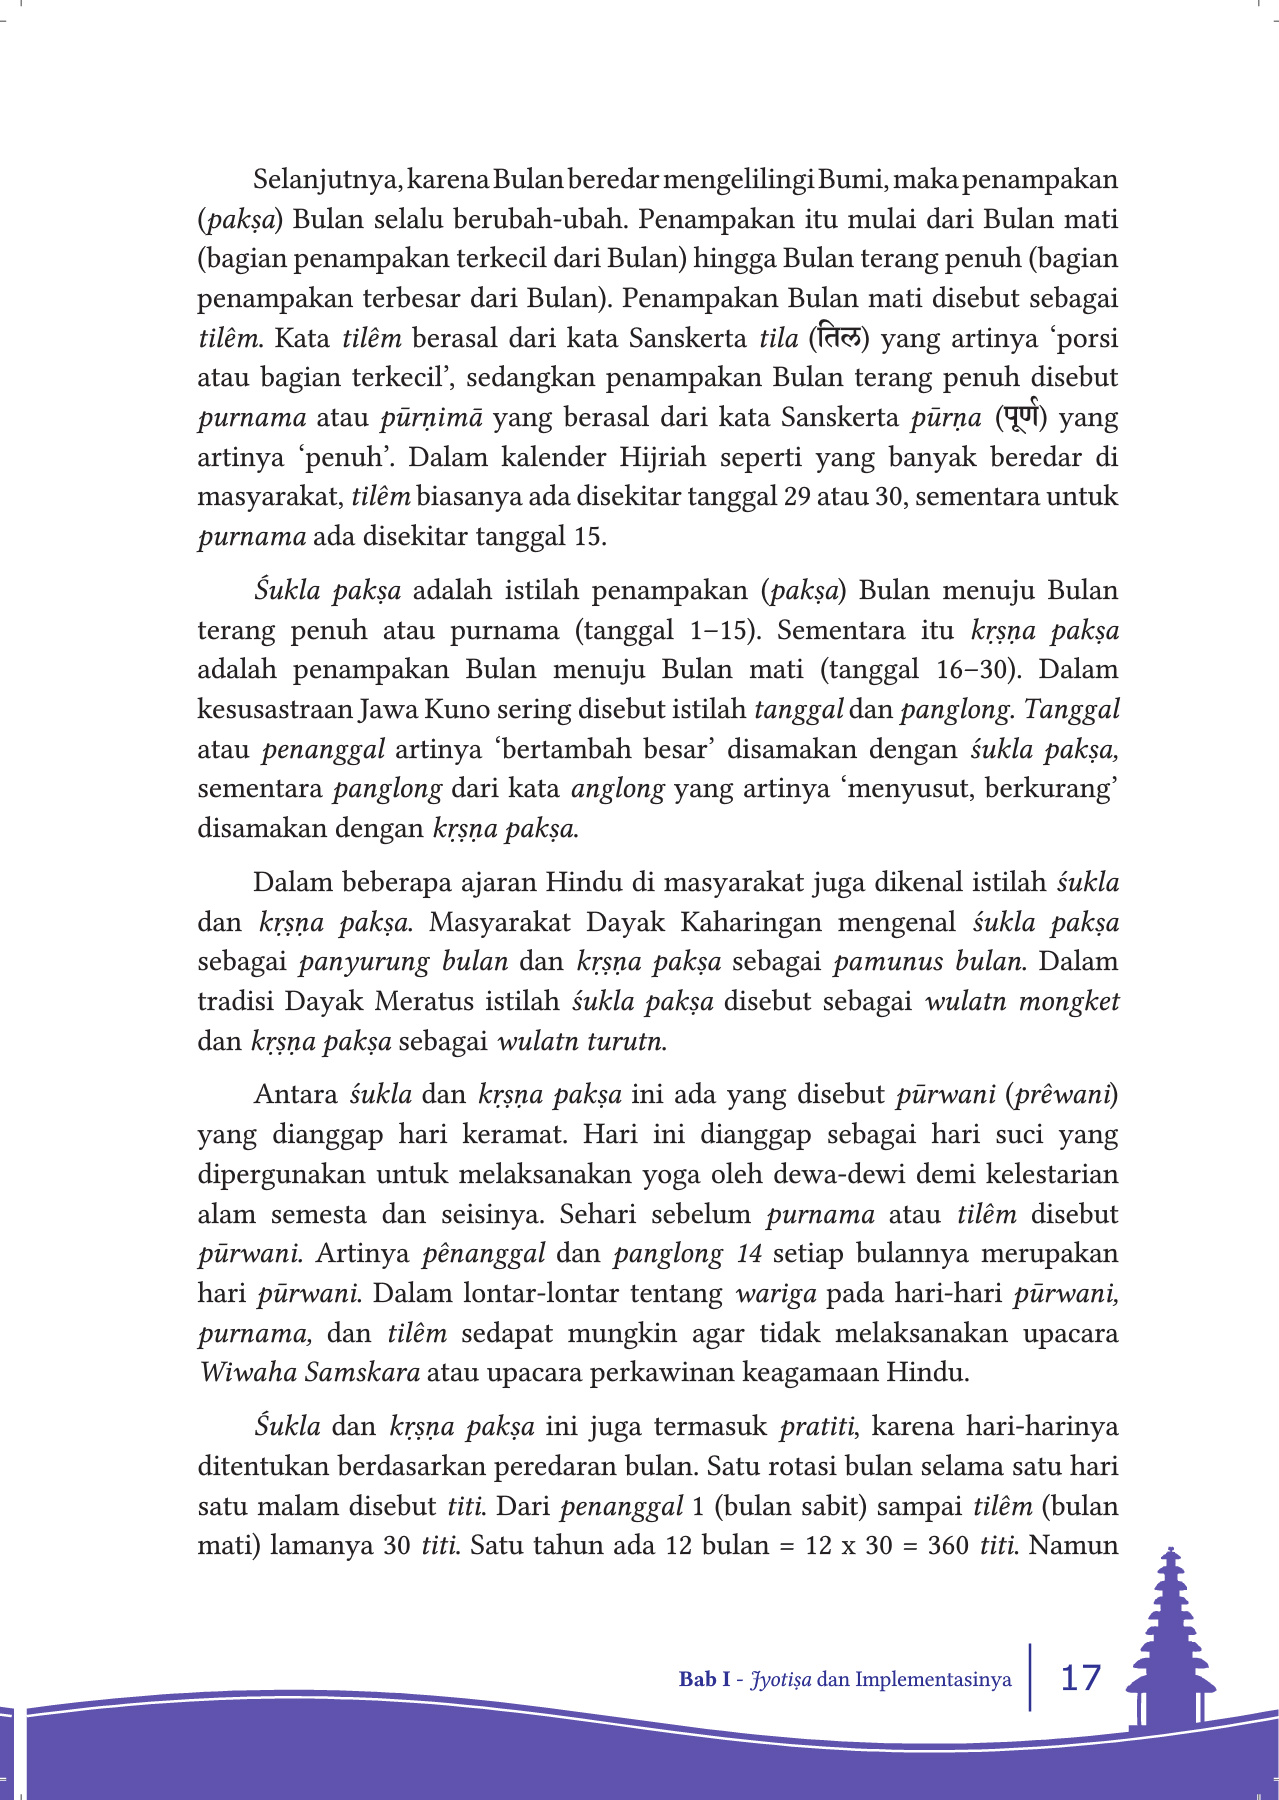 Selanjutnya, karena Bulan beredar mengelilingi Bumi, maka penampakan
(pakṣa) Bulan selalu berubah-ubah. Penampakan itu mulai dari Bulan mati
(bagian penampakan terkecil dari Bulan) hingga Bulan terang penuh (bagian
penampakan terbesar dari Bulan). Penampakan Bulan mati disebut sebagai
tilêm. Kata tilêm berasal dari kata Sanskerta tila (तिल) yang artinya ‘porsi
atau bagian terkecil’, sedangkan penampakan Bulan terang penuh disebut
purnama atau pūrṇimā yang berasal dari kata Sanskerta pūrṇa (पूर्ण) yang
artinya ‘penuh’. Dalam kalender Hijriah seperti yang banyak beredar di
masyarakat, tilêm biasanya ada disekitar tanggal 29 atau 30, sementara untuk
purnama ada disekitar tanggal 15.
Śukla pakṣa adalah istilah penampakan (pakṣa) Bulan menuju Bulan
terang penuh atau purnama (tanggal 1–15). Sementara itu kṛṣṇa pakṣa
adalah penampakan Bulan menuju Bulan mati (tanggal 16–30). Dalam
kesusastraan Jawa Kuno sering disebut istilah tanggal dan panglong. Tanggal
atau penanggal artinya ‘bertambah besar’ disamakan dengan śukla pakṣa,
sementara panglong dari kata anglong yang artinya ‘menyusut, berkurang’
disamakan dengan kṛṣṇa pakṣa.
Dalam beberapa ajaran Hindu di masyarakat juga dikenal istilah śukla
dan kṛṣṇa pakṣa. Masyarakat Dayak Kaharingan mengenal śukla pakṣa
sebagai panyurung bulan dan kṛṣṇa pakṣa sebagai pamunus bulan. Dalam
tradisi Dayak Meratus istilah śukla pakṣa disebut sebagai wulatn mongket
dan kṛṣṇa pakṣa sebagai wulatn turutn.
Antara śukla dan kṛṣṇa pakṣa ini ada yang disebut pūrwani (prêwani)
yang dianggap hari keramat. Hari ini dianggap sebagai hari suci yang
dipergunakan untuk melaksanakan yoga oleh dewa-dewi demi kelestarian
alam semesta dan seisinya. Sehari sebelum purnama atau tilêm disebut
pūrwani. Artinya pênanggal dan panglong 14 setiap bulannya merupakan
hari pūrwani. Dalam lontar-lontar tentang wariga pada hari-hari pūrwani,
purnama, dan tilêm sedapat mungkin agar tidak melaksanakan upacara
Wiwaha Samskara atau upacara perkawinan keagamaan Hindu.
Śukla dan kṛṣṇa pakṣa ini juga termasuk pratiti, karena hari-harinya
ditentukan berdasarkan peredaran bulan. Satu rotasi bulan selama satu hari
satu malam disebut titi. Dari penanggal 1 (bulan sabit) sampai tilêm (bulan
mati) lamanya 30 titi. Satu tahun ada 12 bulan = 12 x 30 = 360 titi. Namun
Bab I - Jyotiṣa dan Implementasinya 17